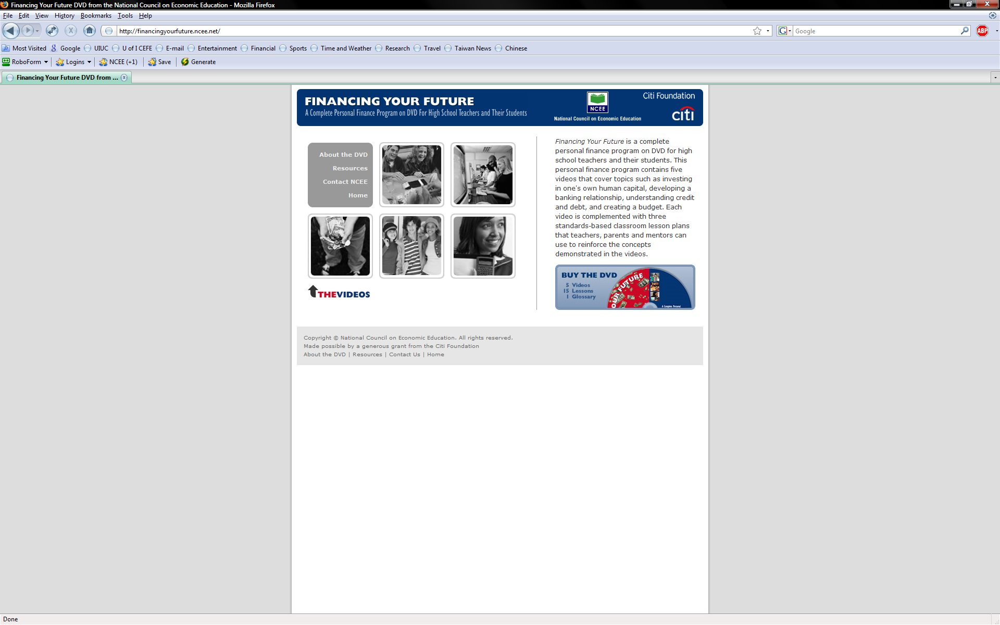 Financing Your Future DVD from the National Council on Economic Education - Mozilla Firefox
File Edit View History Bookmarks Tools Help
http://financingyourfuture.ncee.net/
G Google
ABP
Most Visited Google UIUC U of I CEFE E-mail Entertainment Financial Sports Time and Weather Research Travel Taiwan News Chinese
RoboForm Logins NCEE (+1) Save Generate
Financing Your Future DVD from ...
FINANCING YOUR FUTURE
A Complete Personal Finance Program on DVD For High School Teachers and Their Students
NCEE
National Council on Economic Education
Citi Foundation
citi
About the DVD
Resources
Contact NCEE
Home
THEVIDEOS
Financing Your Future is a complete
personal finance program on DVD for high
school teachers and their students. This
personal finance program contains five
videos that cover topics such as investing
in one's own human capital, developing a
banking relationship, understanding credit
and debt, and creating a budget. Each
video is complemented with three
standards-based classroom lesson plans
that teachers, parents and mentors can
use to reinforce the concepts
demonstrated in the videos.
BUY THE DVD
5 Videos
15 Lessons
1 Glossary
OUR FUTURE
A Complete Personal
Copyright © National Council on Economic Education. All rights reserved.
Made possible by a generous grant from the Citi Foundation
About the DVD | Resources | Contact Us | Home
Done